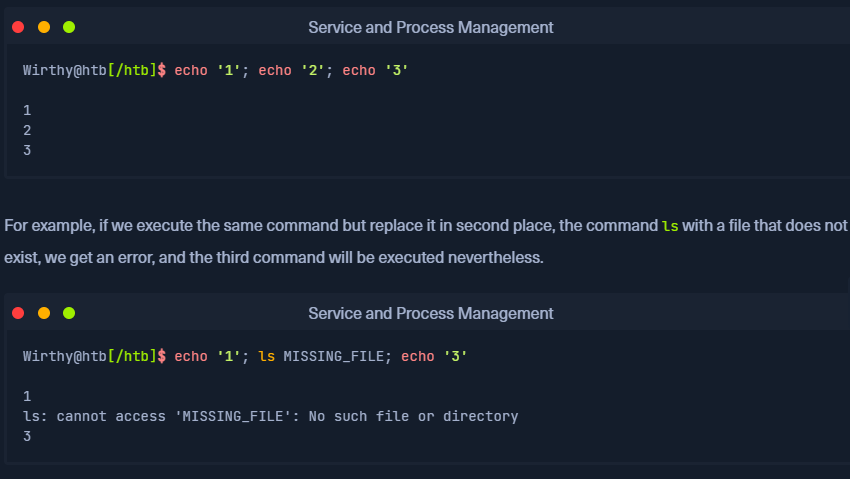 Service and Process Management
Wirthy@htb[/htb]$ echo '1'; echo '2'; echo '3'
1
2
3
For example, if we execute the same command but replace it in second place, the command ls with a file that does not
exist, we get an error, and the third command will be executed nevertheless.
Service and Process Management
Wirthy@htb[/htb]$ echo '1'; ls MISSING_FILE; echo '3'
1
ls: cannot access 'MISSING_FILE': No such file or directory
3